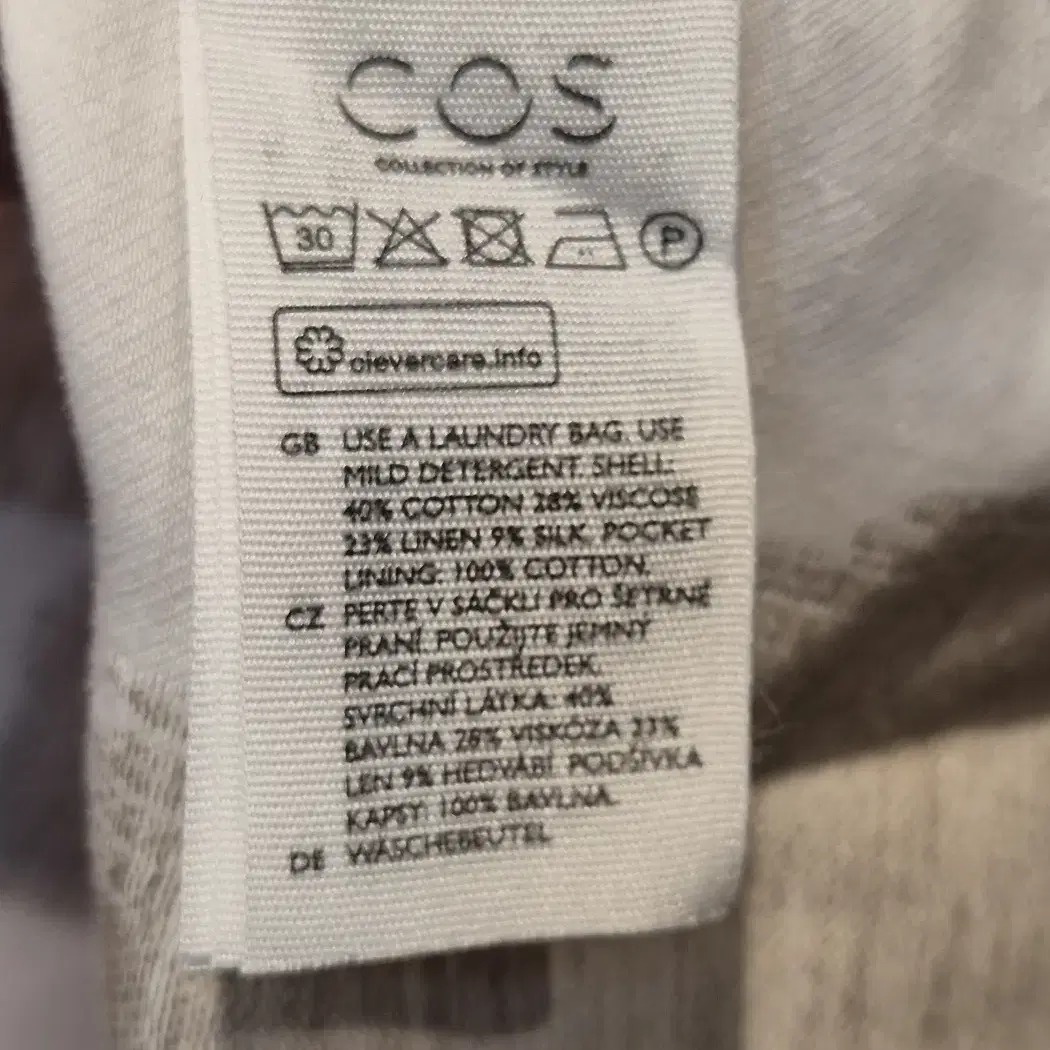 COS
COLLECTION OF STYLE
30 P
clevercare.info
GB USE A LAUNDRY BAG. USE
MILD DETERGENT. SHELL:
40% COTTON 28% VISCOSE
23% LINEN 9% SILK. POCKET
LINING: 100% COTTON.
CZ PERTE V SÁČKU PRO ŠETRNÉ
PRANÍ. POUŽIJTE JEMNÝ
PRACÍ PROSTŘEDEK.
SVRCHNÍ LÁTKA: 40%
BAVLNA 28% VISKÓZA 23%
LEN 9% HEDVÁBÍ. PODŠÍVKA
KAPSY: 100% BAVLNA.
DE WÄSCHEBEUTEL